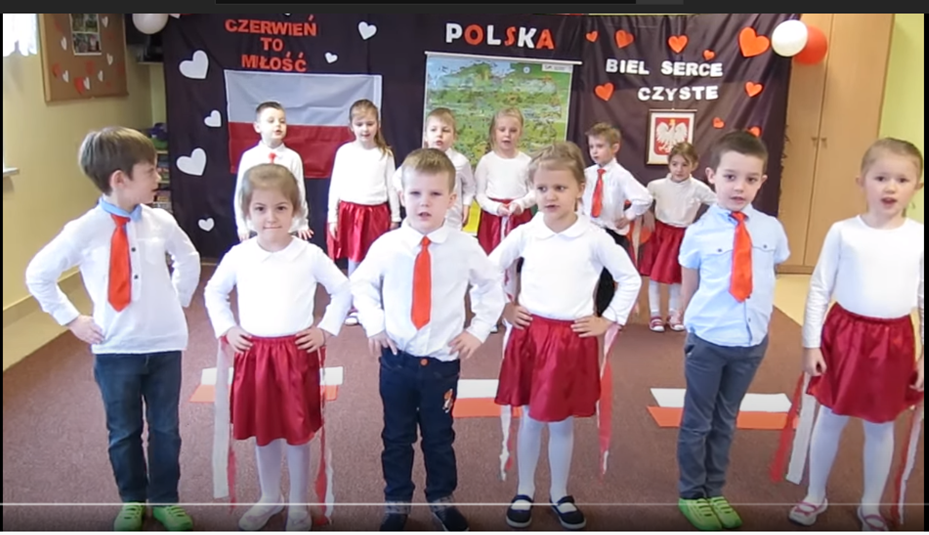 CZERWIEŃ
TO
MIŁOŚĆ
POLSKA
BIEL SERCE
CZYSTE